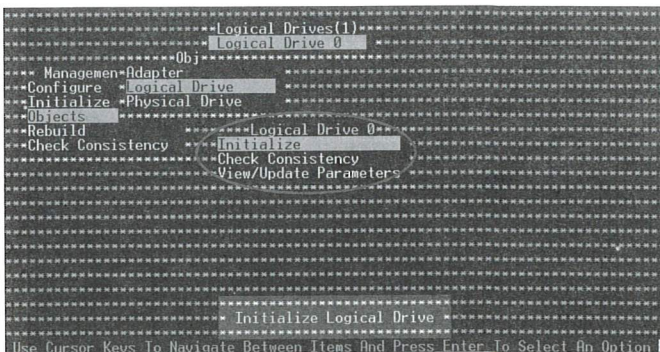 Logical Drives(1)
Logical Drive 0
Obj
Managemen Adapter
Configure Logical Drive
Initialize Physical Drive
Objects
Rebuild Logical Drive 0
Check Consistency Initialize
Check Consistency
View/Update Parameters
Initialize Logical Drive
Use Cursor Keys To Navigate Between Items And Press Enter To Select An Option